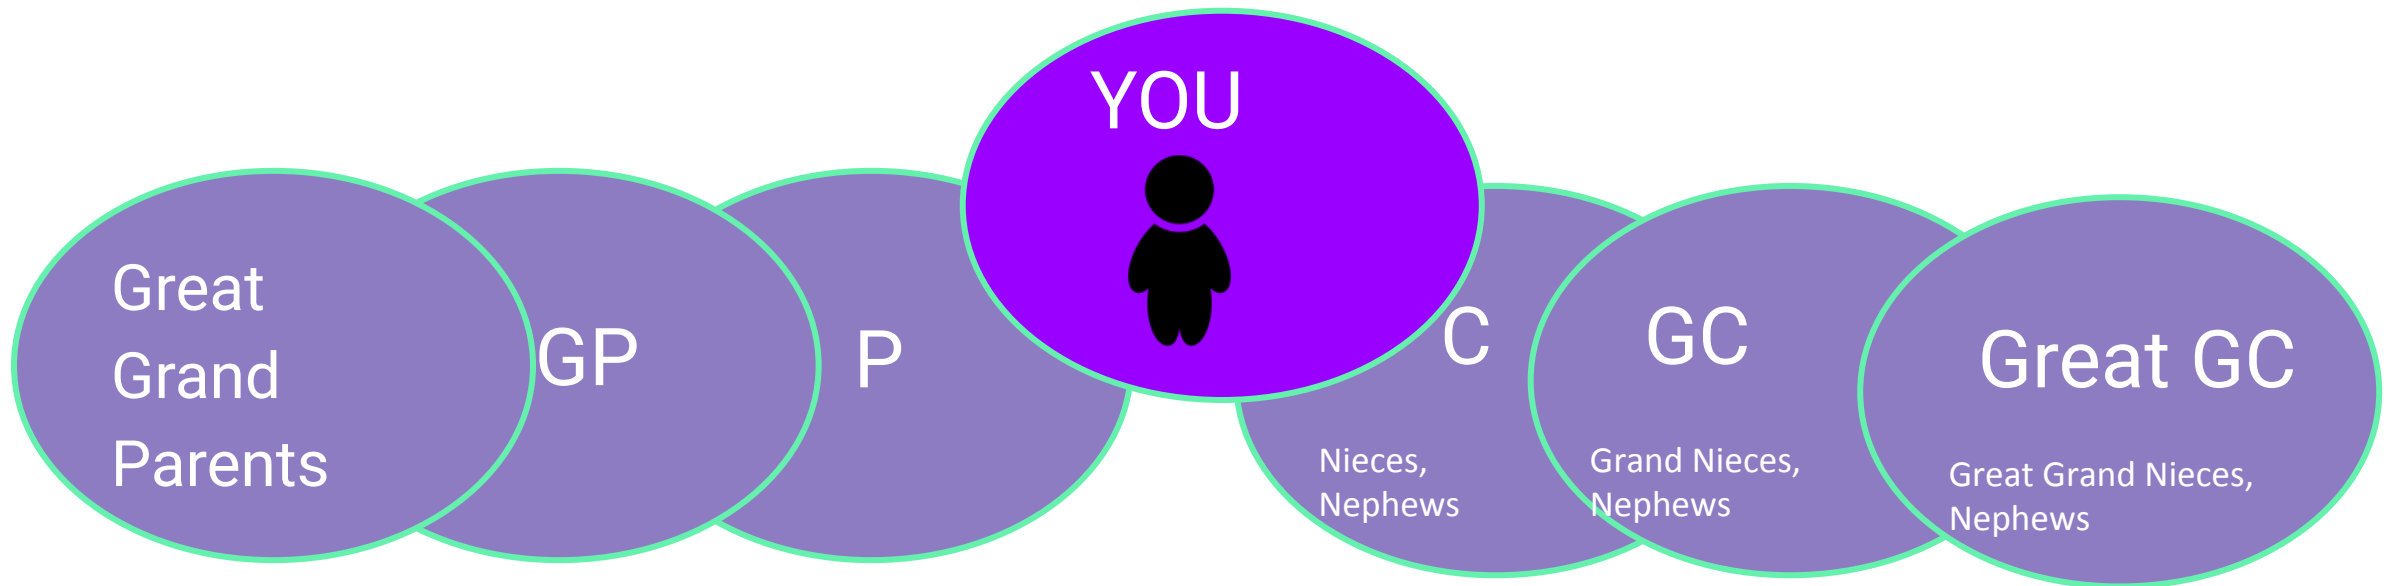 YOU
Great
Grand
Parents
GP
P
C
Nieces,
Nephews
GC
Grand Nieces,
Nephews
Great GC
Great Grand Nieces,
Nephews